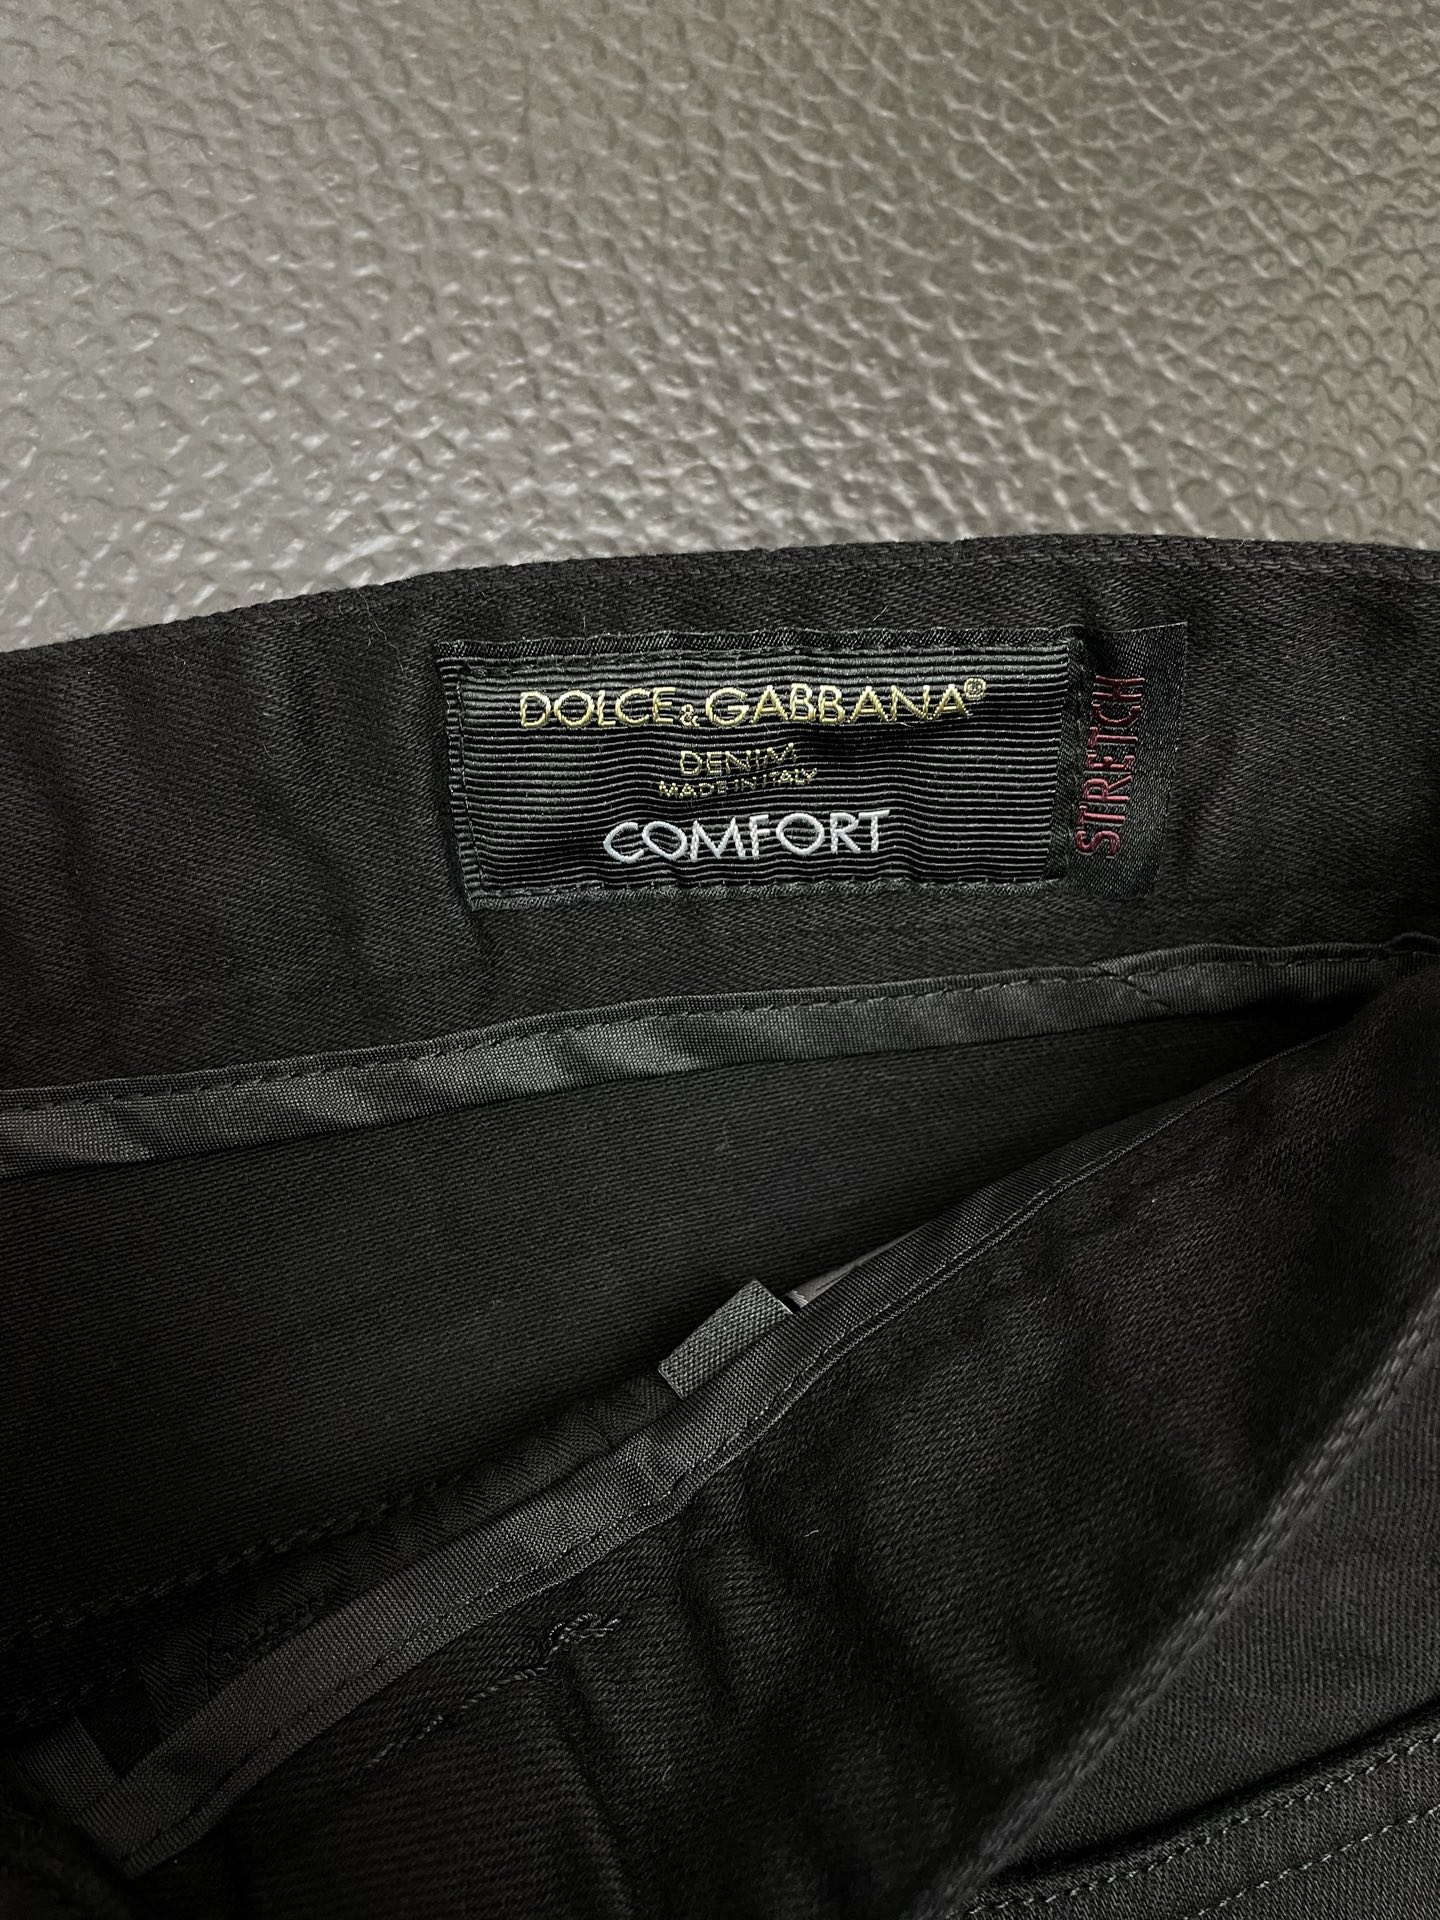 DOLCE&GABBANA®
DENIM
MADE IN ITALY
COMFORT
STRETCH